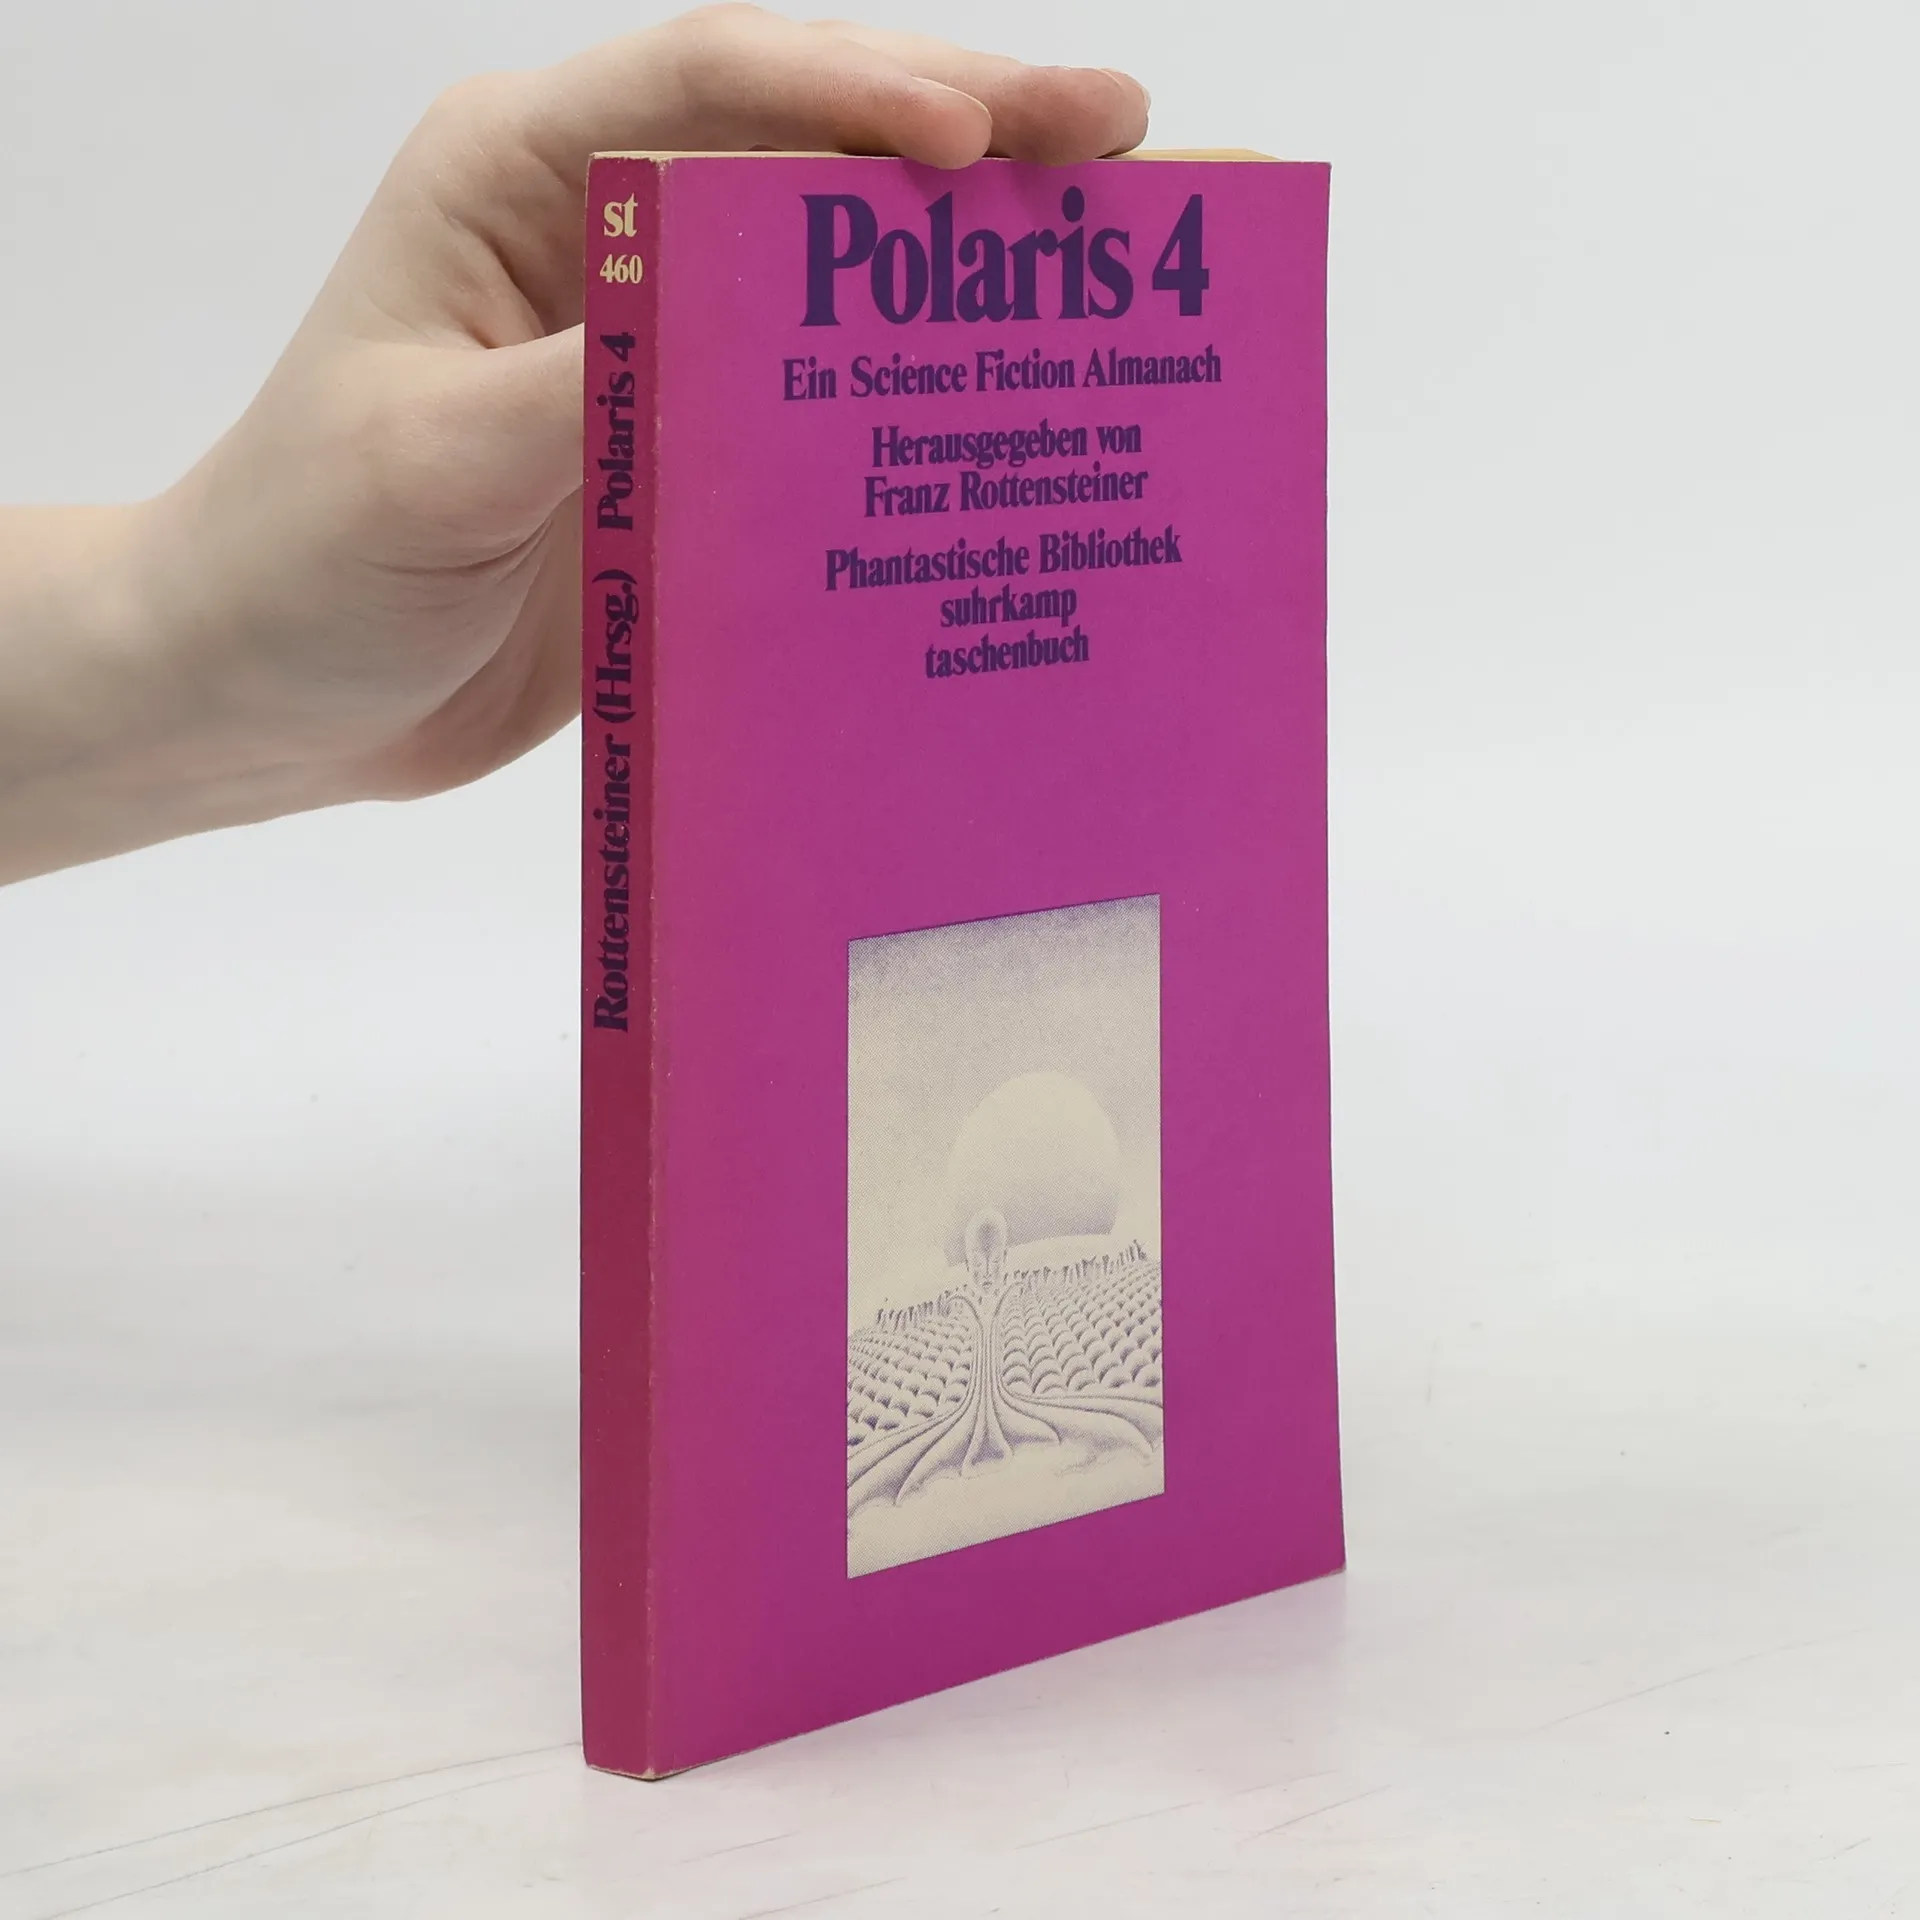 st
460
Rottensteiner (Hrsg.) Polaris 4
Polaris 4
Ein Science Fiction Almanach
Herausgegeben von
Franz Rottensteiner
Phantastische Bibliothek
suhrkamp
taschenbuch